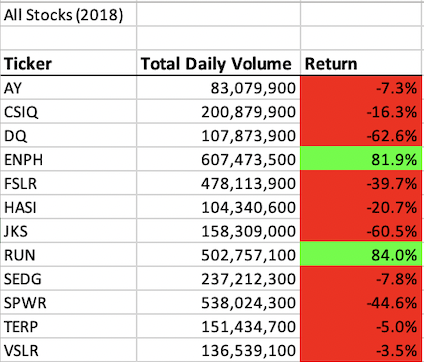 All Stocks (2018)
Ticker Total Daily Volume Return
AY 83,079,900 -7.3%
CSIQ 200,879,900 -16.3%
DQ 107,873,900 -62.6%
ENPH 607,473,500 81.9%
FSLR 478,113,900 -39.7%
HASI 104,340,600 -20.7%
JKS 158,309,000 -60.5%
RUN 502,757,100 84.0%
SEDG 237,212,300 -7.8%
SPWR 538,024,300 -44.6%
TERP 151,434,700 -5.0%
VSLR 136,539,100 -3.5%